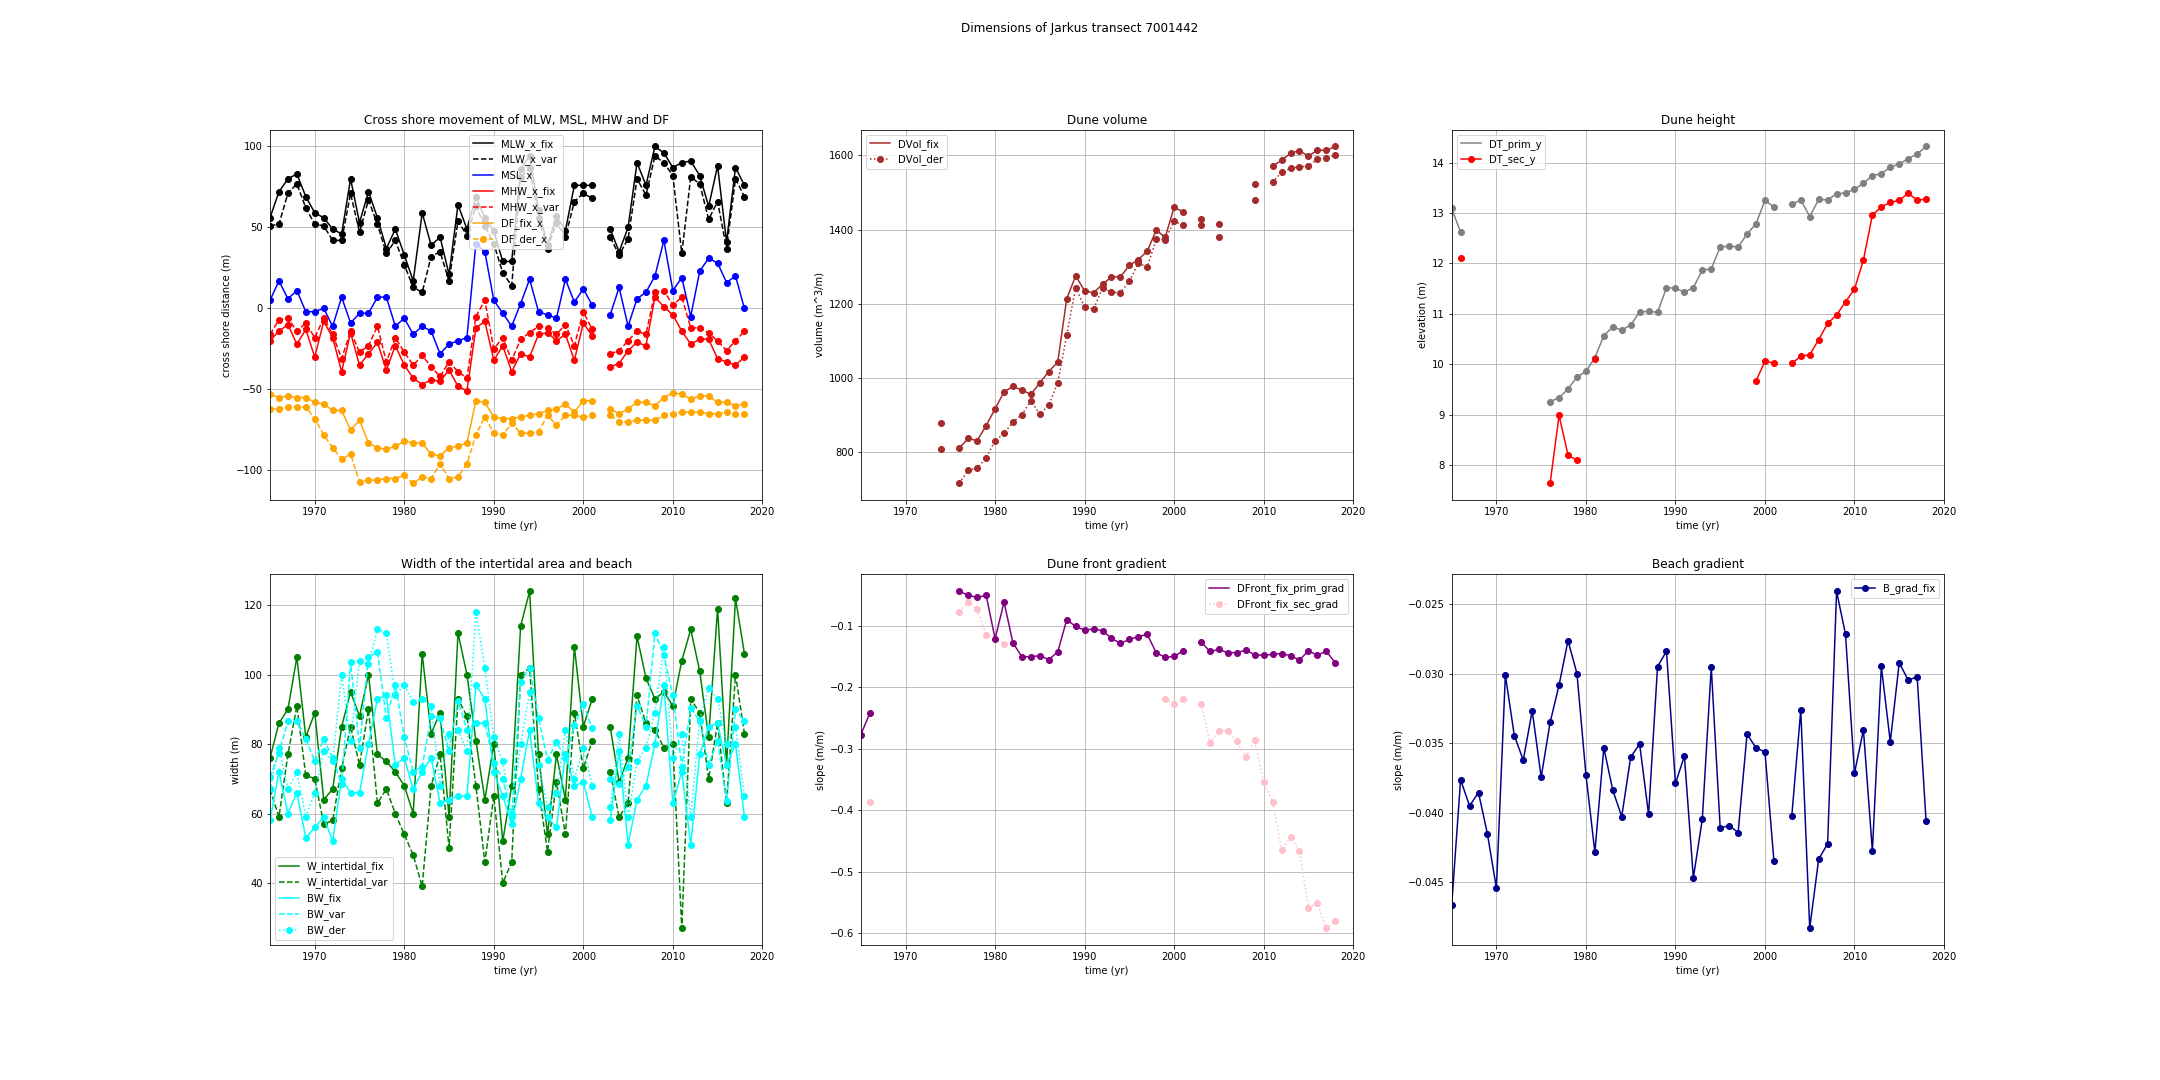 Dimensions of Jarkus transect 7001442
Cross shore movement of MLW, MSL, MHW and DF
cross shore distance (m)
100
50
0
−50
−100
MLW_x_fix
MLW_x_var
MSL_x
MHW_x_fix
MHW_x_var
DF_fix_x
DF_der_x
1970 1980 1990 2000 2010 2020
time (yr)
Dune volume
volume (m^3/m)
1600
1400
1200
1000
800
DVol_fix
DVol_der
1970 1980 1990 2000 2010 2020
time (yr)
Dune height
elevation (m)
14
13
12
11
10
9
8
DT_prim_y
DT_sec_y
1970 1980 1990 2000 2010 2020
time (yr)
Width of the intertidal area and beach
width (m)
120
100
80
60
40
W_intertidal_fix
W_intertidal_var
BW_fix
BW_var
BW_der
1970 1980 1990 2000 2010 2020
time (yr)
Dune front gradient
slope (m/m)
−0.1
−0.2
−0.3
−0.4
−0.5
−0.6
DFront_fix_prim_grad
DFront_fix_sec_grad
1970 1980 1990 2000 2010 2020
time (yr)
Beach gradient
slope (m/m)
−0.025
−0.030
−0.035
−0.040
−0.045
B_grad_fix
1970 1980 1990 2000 2010 2020
time (yr)